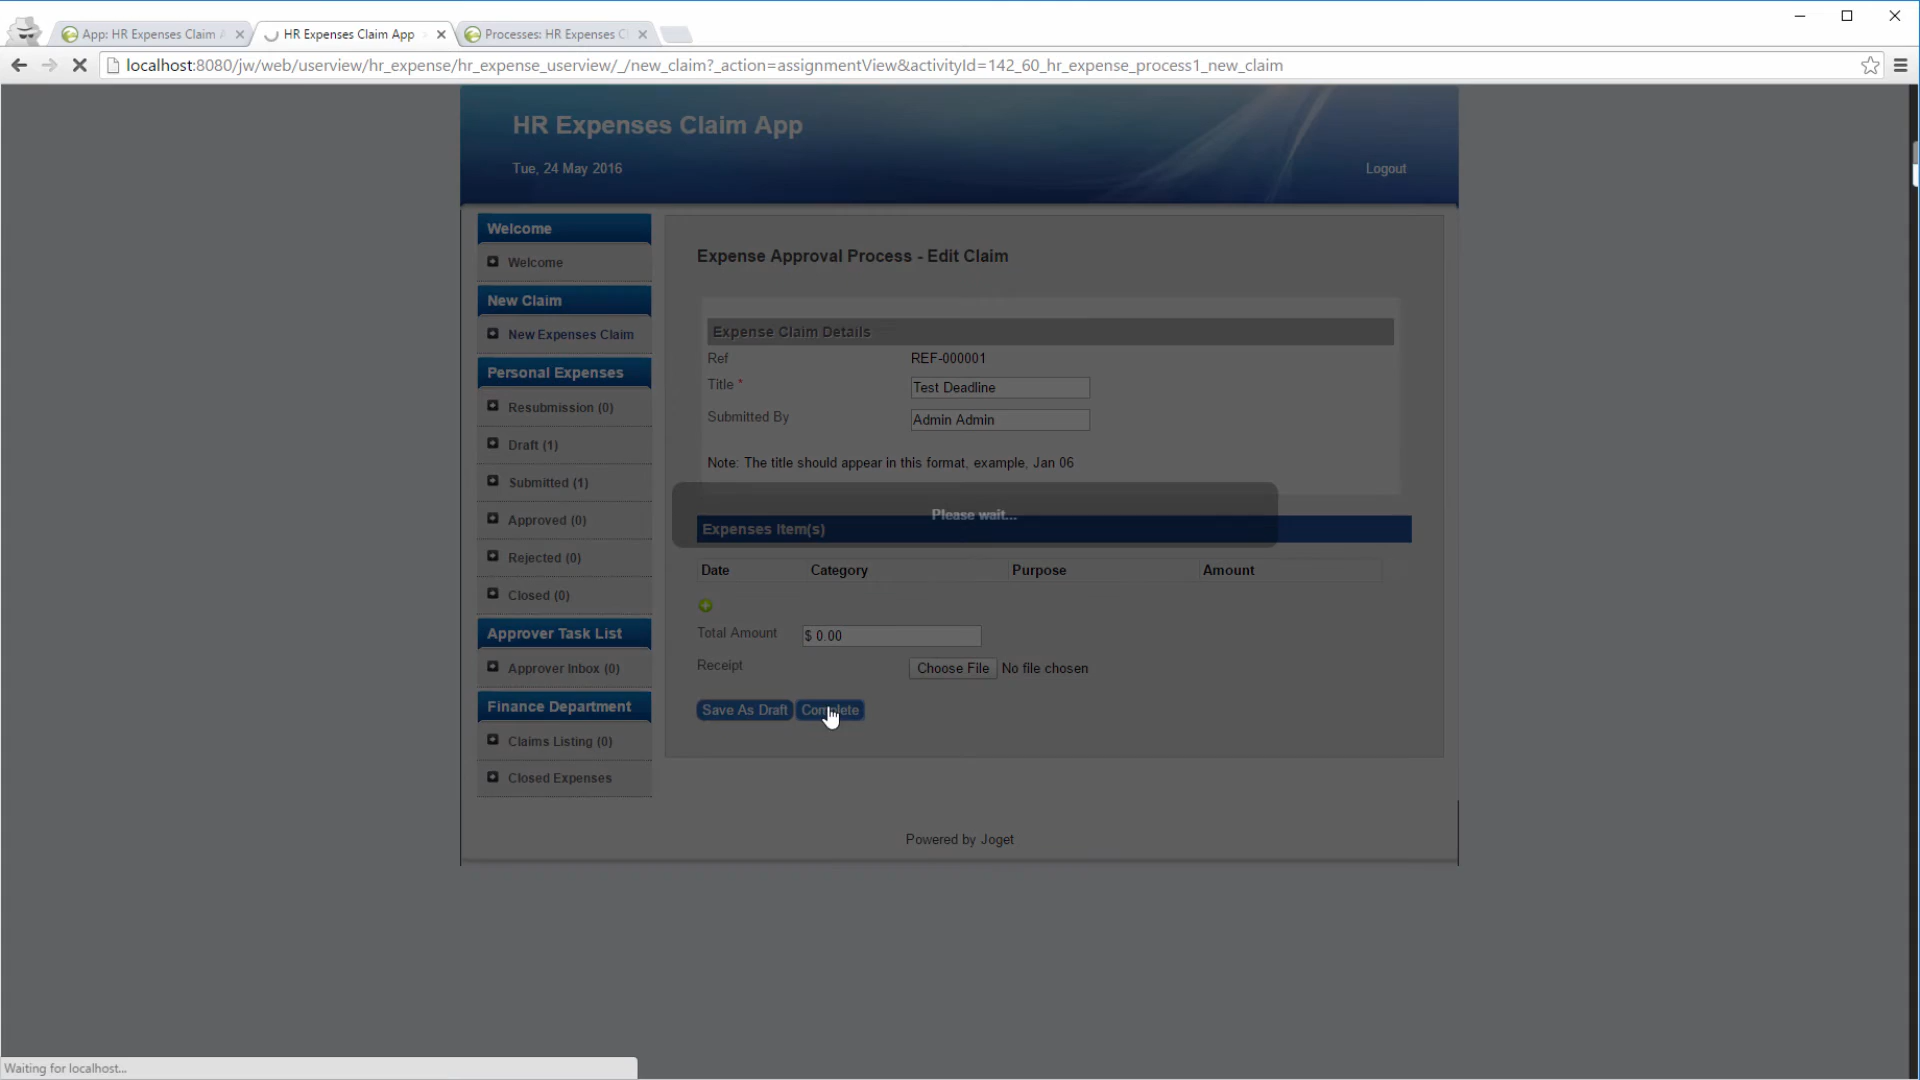 App: HR Expenses Claim
HR Expenses Claim App
Processes: HR Expenses
localhost:8080/jw/web/userview/hr_expense/hr_expense_userview/_/new_claim?_action=assignmentView&activityId=142_60_hr_expense_process1_new_claim
HR Expenses Claim App
Tue, 24 May 2016
Logout
Welcome
Welcome
New Claim
New Expenses Claim
Personal Expenses
Resubmission (0)
Draft (1)
Submitted (1)
Approved (0)
Rejected (0)
Closed (0)
Approver Task List
Approver Inbox (0)
Finance Department
Claims Listing (0)
Closed Expenses
Expense Approval Process - Edit Claim
Expense Claim Details
Ref REF-000001
Title * Test Deadline
Submitted By Admin Admin
Note: The title should appear in this format, example, Jan 06
Please wait...
Expenses Item(s)
Date Category Purpose Amount
Total Amount $ 0.00
Receipt Choose File No file chosen
Save As Draft Complete
Powered by Joget
Waiting for localhost...